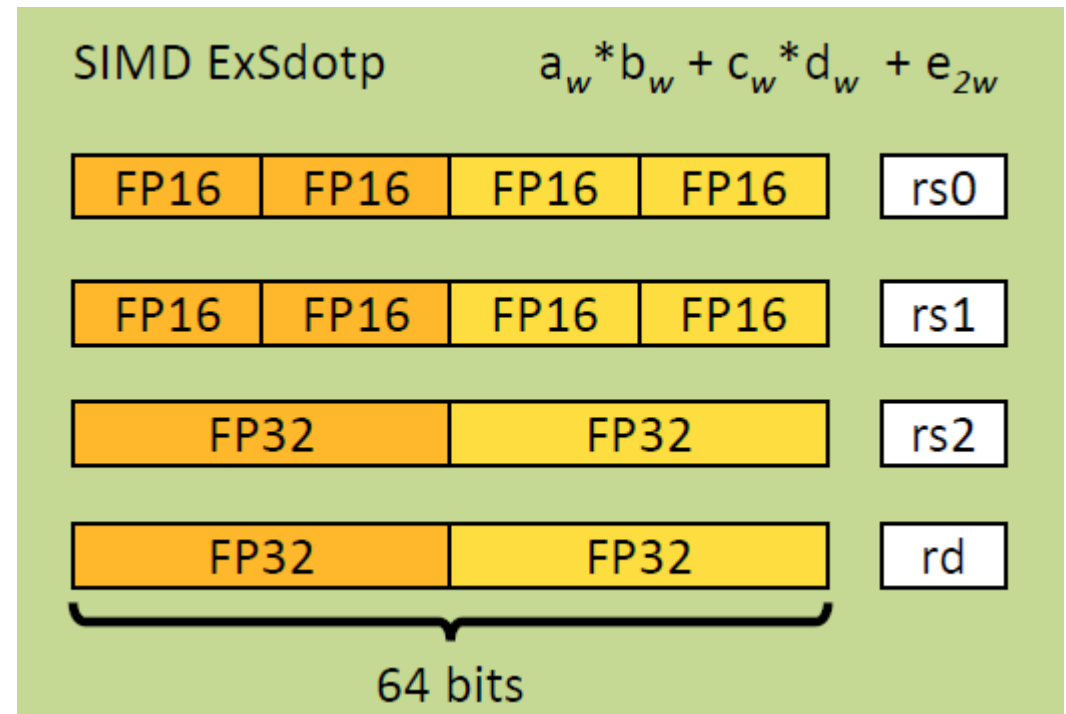 SIMD ExSdotp a_w*b_w + c_w*d_w + e_2w
FP16 FP16 FP16 FP16 rs0
FP16 FP16 FP16 FP16 rs1
FP32 FP32 rs2
FP32 FP32 rd
64 bits